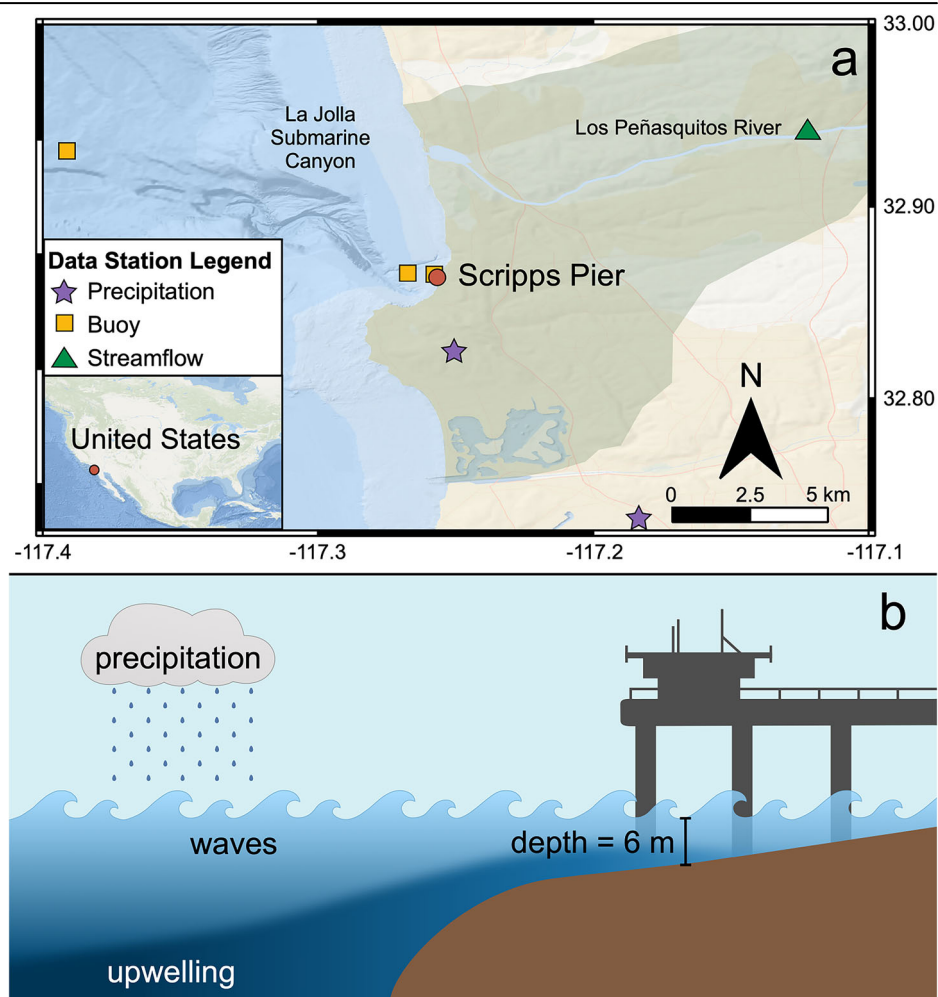 a
33.00
La Jolla
Submarine
Canyon
Los Peñasquitos River
32.90
Data Station Legend
Precipitation
Buoy
Streamflow
Scripps Pier
32.80
N
United States
0 2.5 5 km
-117.4 -117.3 -117.2 -117.1
b
precipitation
waves
depth = 6 m
upwelling